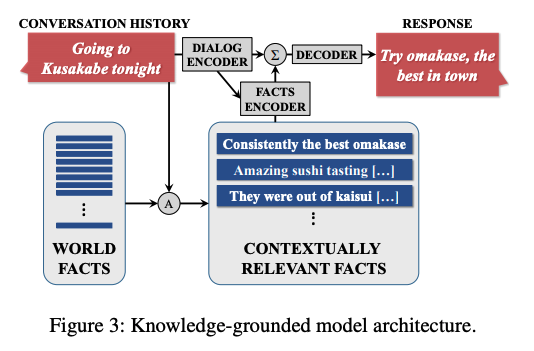 CONVERSATION HISTORY
RESPONSE
Going to
Kusakabe tonight
DIALOG
ENCODER
Σ
DECODER
Try omakase, the
best in town
FACTS
ENCODER
Consistently the best omakase
Amazing sushi tasting […]
They were out of kaisui […]
⋮
⋮
A
WORLD
FACTS
CONTEXTUALLY
RELEVANT FACTS
Figure 3: Knowledge-grounded model architecture.